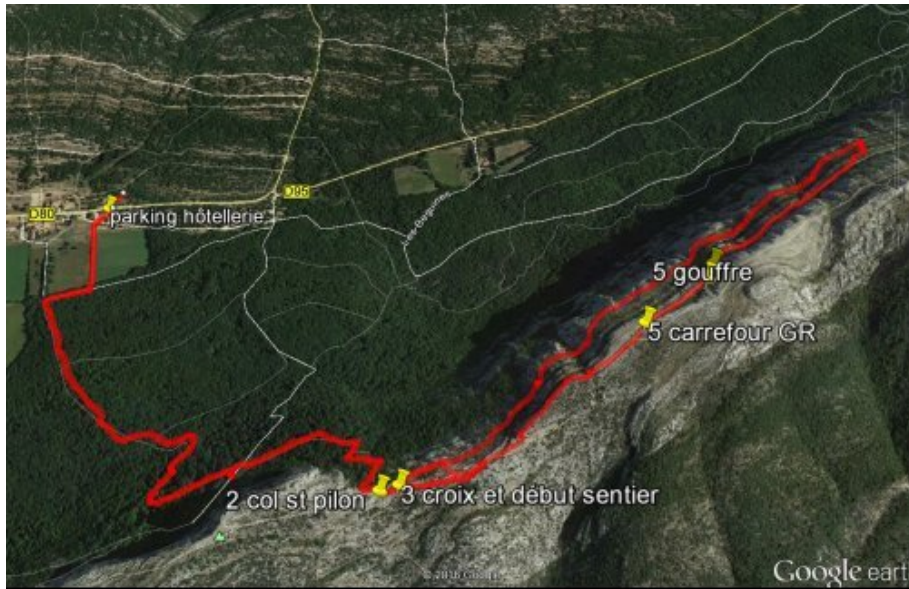 D95
D80
parking hôtellerie
5 gouffre
5 carrefour GR
2 col st pilon
3 croix et début sentier
Google eart